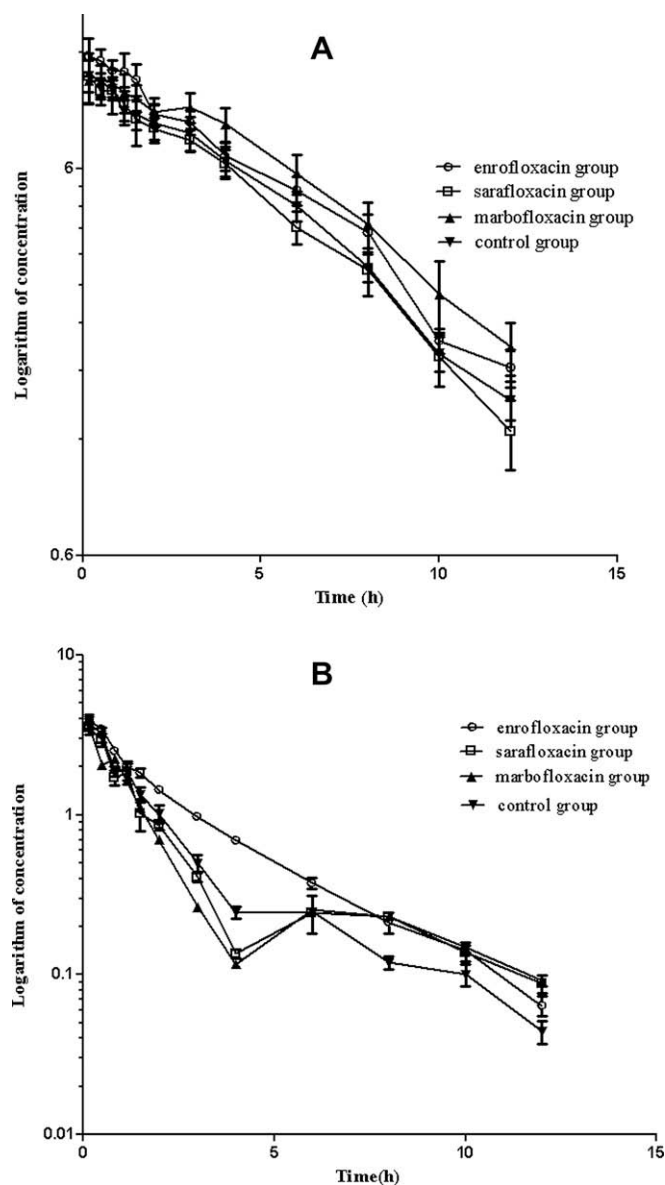 A
Logarithm of concentration
6
0.6
enrofloxacin group
sarafloxacin group
marbofloxacin group
control group
0
5
10
15
Time (h)
B
Logarithm of concentration
10
1
0.1
0.01
enrofloxacin group
sarafloxacin group
marbofloxacin group
control group
0
5
10
15
Time(h)